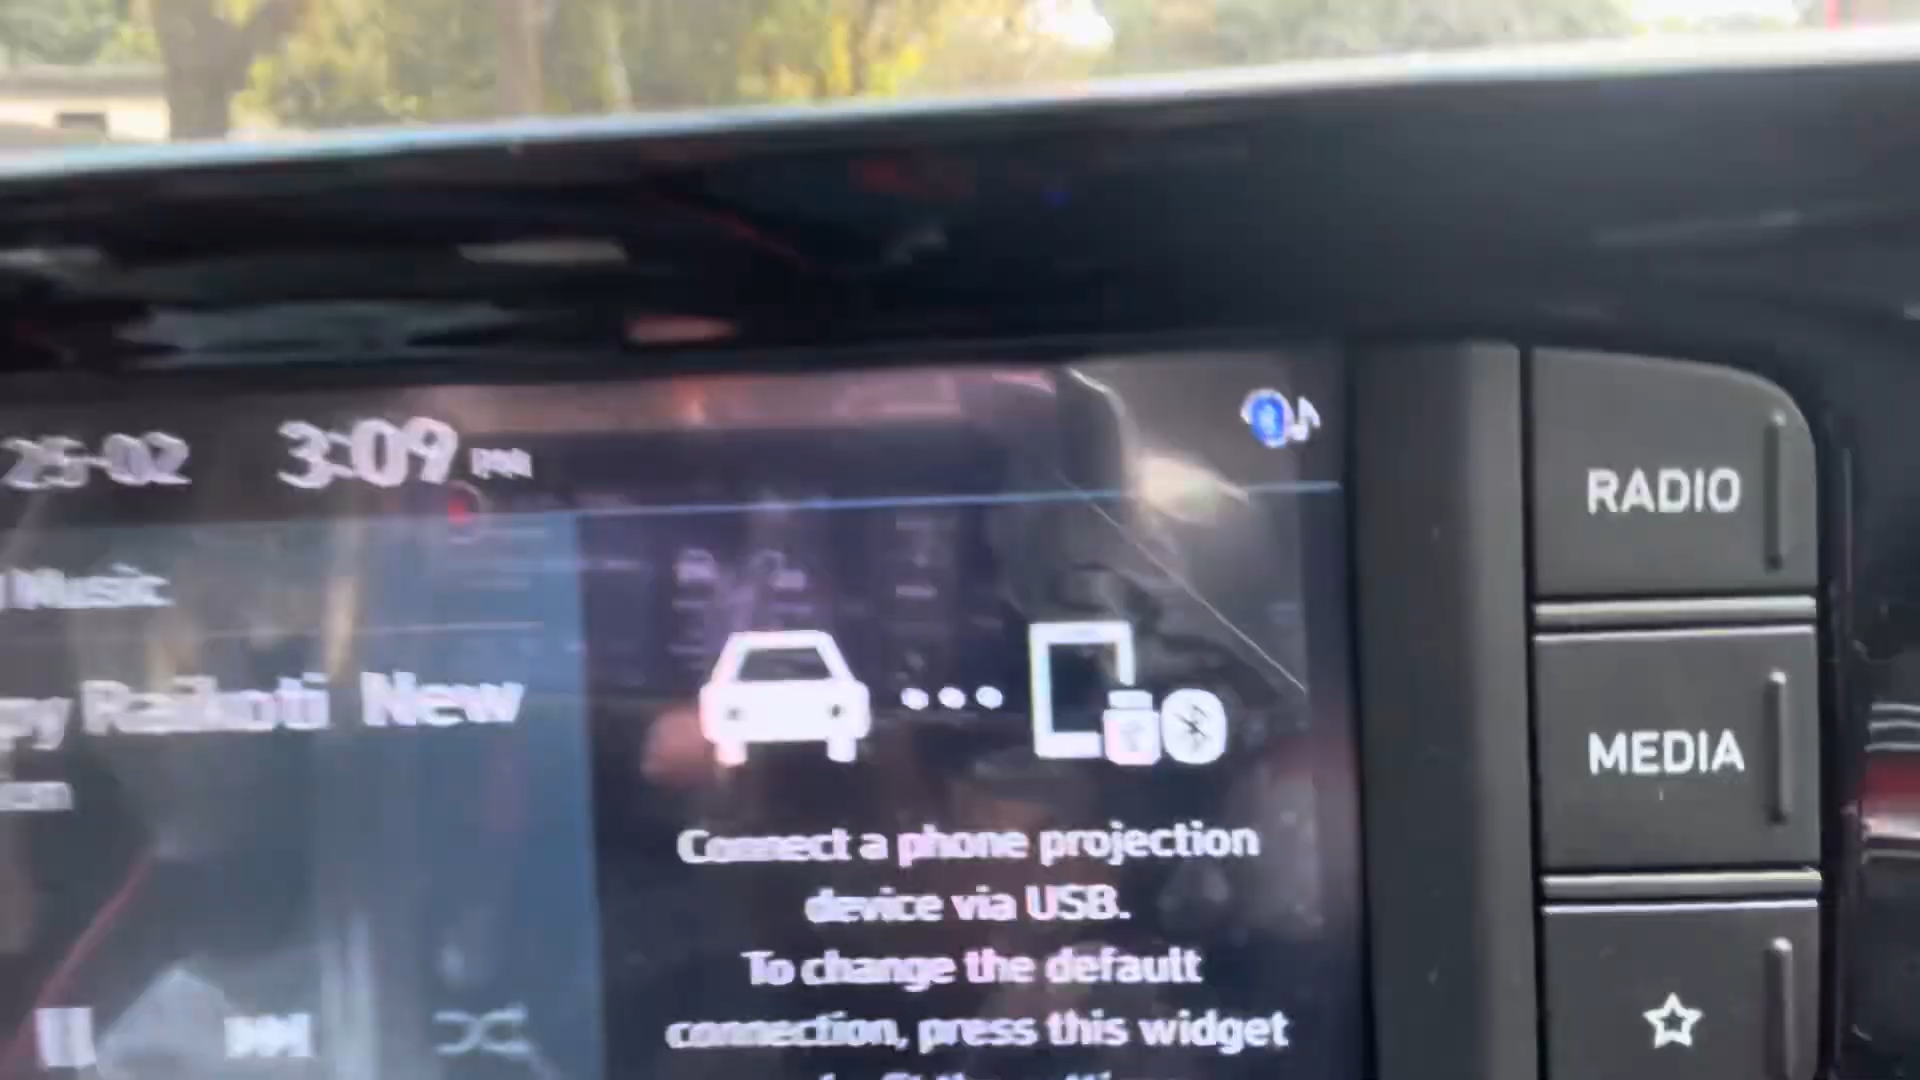 25-02 3:09 PM
Music
Raikoti New
Connect a phone projection
device via USB.
To change the default
connection, press this widget
RADIO
MEDIA